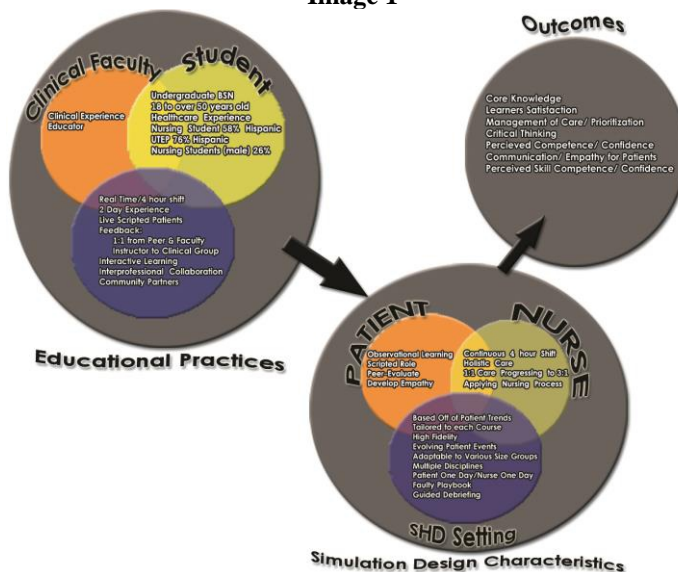 Image 1
Clinical Faculty
Student
Clinical Experience
Educator
Undergraduate BSN
18 to over 50 years old
Healthcare Experience
Nursing Student 58% Hispanic
UTEP 76% Hispanic
Nursing Students (male) 26%
Real Time/4 hour shift
2 Day Experience
Live Scripted Patients
Feedback:
1:1 from Peer & Faculty
Instructor to Clinical Group
Interactive Learning
Interprofessional Collaboration
Community Partners
Educational Practices
Outcomes
Core Knowledge
Learners Satisfaction
Management of Care/ Prioritization
Critical Thinking
Percieved Competence/ Confidence
Communication/ Empathy for Patients
Perceived Skill Competence/ Confidence
PATIENT
NURSE
Observational Learning
Scripted Role
Peer-Evaluate
Develop Empathy
Continuous 4 hour Shift
Holistic Care
1:1 Care Progressing to 3:1
Applying Nursing Process
Based Off of Patient Trends
Tailored to each Course
High Fidelity
Evolving Patient Events
Adaptable to Various Size Groups
Multiple Disciplines
Patient One Day/Nurse One Day
Faulty Playbook
Guided Debriefing
SHD Setting
Simulation Design Characteristics